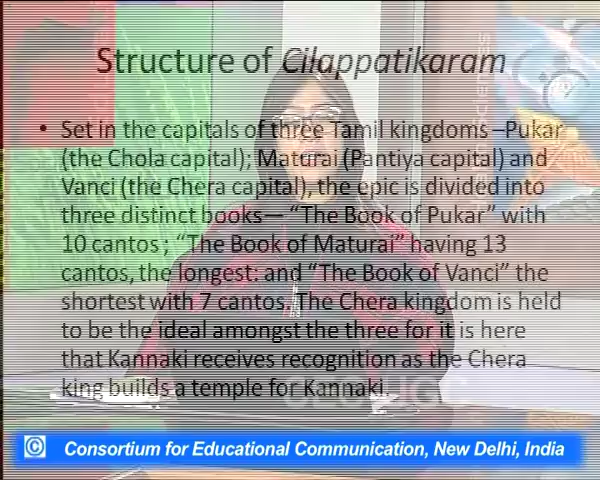 Structure of Cilappatikaram
• Set in the capitals of three Tamil kingdoms –Pukar
(the Chola capital); Maturai (Pantiya capital) and
Vanci (the Chera capital), the epic is divided into
three distinct books— “The Book of Pukar” with
10 cantos ; “The Book of Maturai” having 13
cantos, the longest: and “The Book of Vanci” the
shortest with 7 cantos. The Chera kingdom is held
to be the ideal amongst the three for it is here
that Kannaki receives recognition as the Chera
king builds a temple for Kannaki.
© Consortium for Educational Communication, New Delhi, India